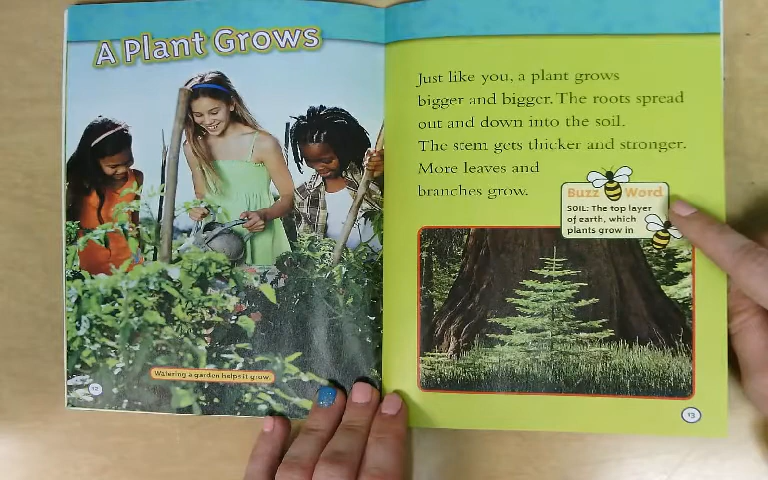 A Plant Grows
Watering a garden helps it grow.
12
Just like you, a plant grows
bigger and bigger. The roots spread
out and down into the soil.
The stem gets thicker and stronger.
More leaves and
branches grow.
Buzz Word
SOIL: The top layer
of earth, which
plants grow in
13